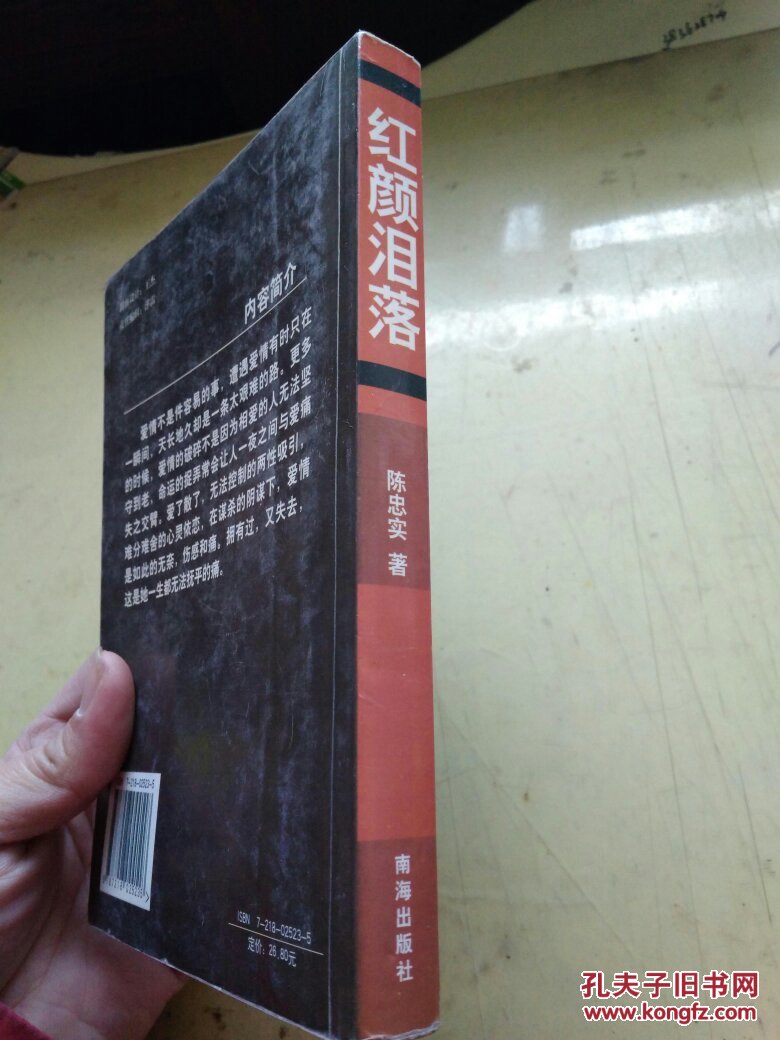 红颜泪落
陈忠实 著
南海出版社
内容简介
爱情不是件容易的事，遭遇爱情有时只在
一瞬间，天长地久却是一条太艰难的路。更多
的时候，爱情的破碎不是因为相爱的人无法坚
守到老，命运的捉弄常会让人一夜之间与爱痛
失之交臂。爱了散了，无法控制的两性吸引，
难分难舍的心灵依恋，在谋杀的阴谋下，爱情
是如此的无奈，伤感和痛。拥有过，又失去，
这是她一生都无法抚平的痛。
7-218-02523-5
ISBN 7-218-02523-5
定价：26.80元
孔夫子旧书网
www.kongfz.com